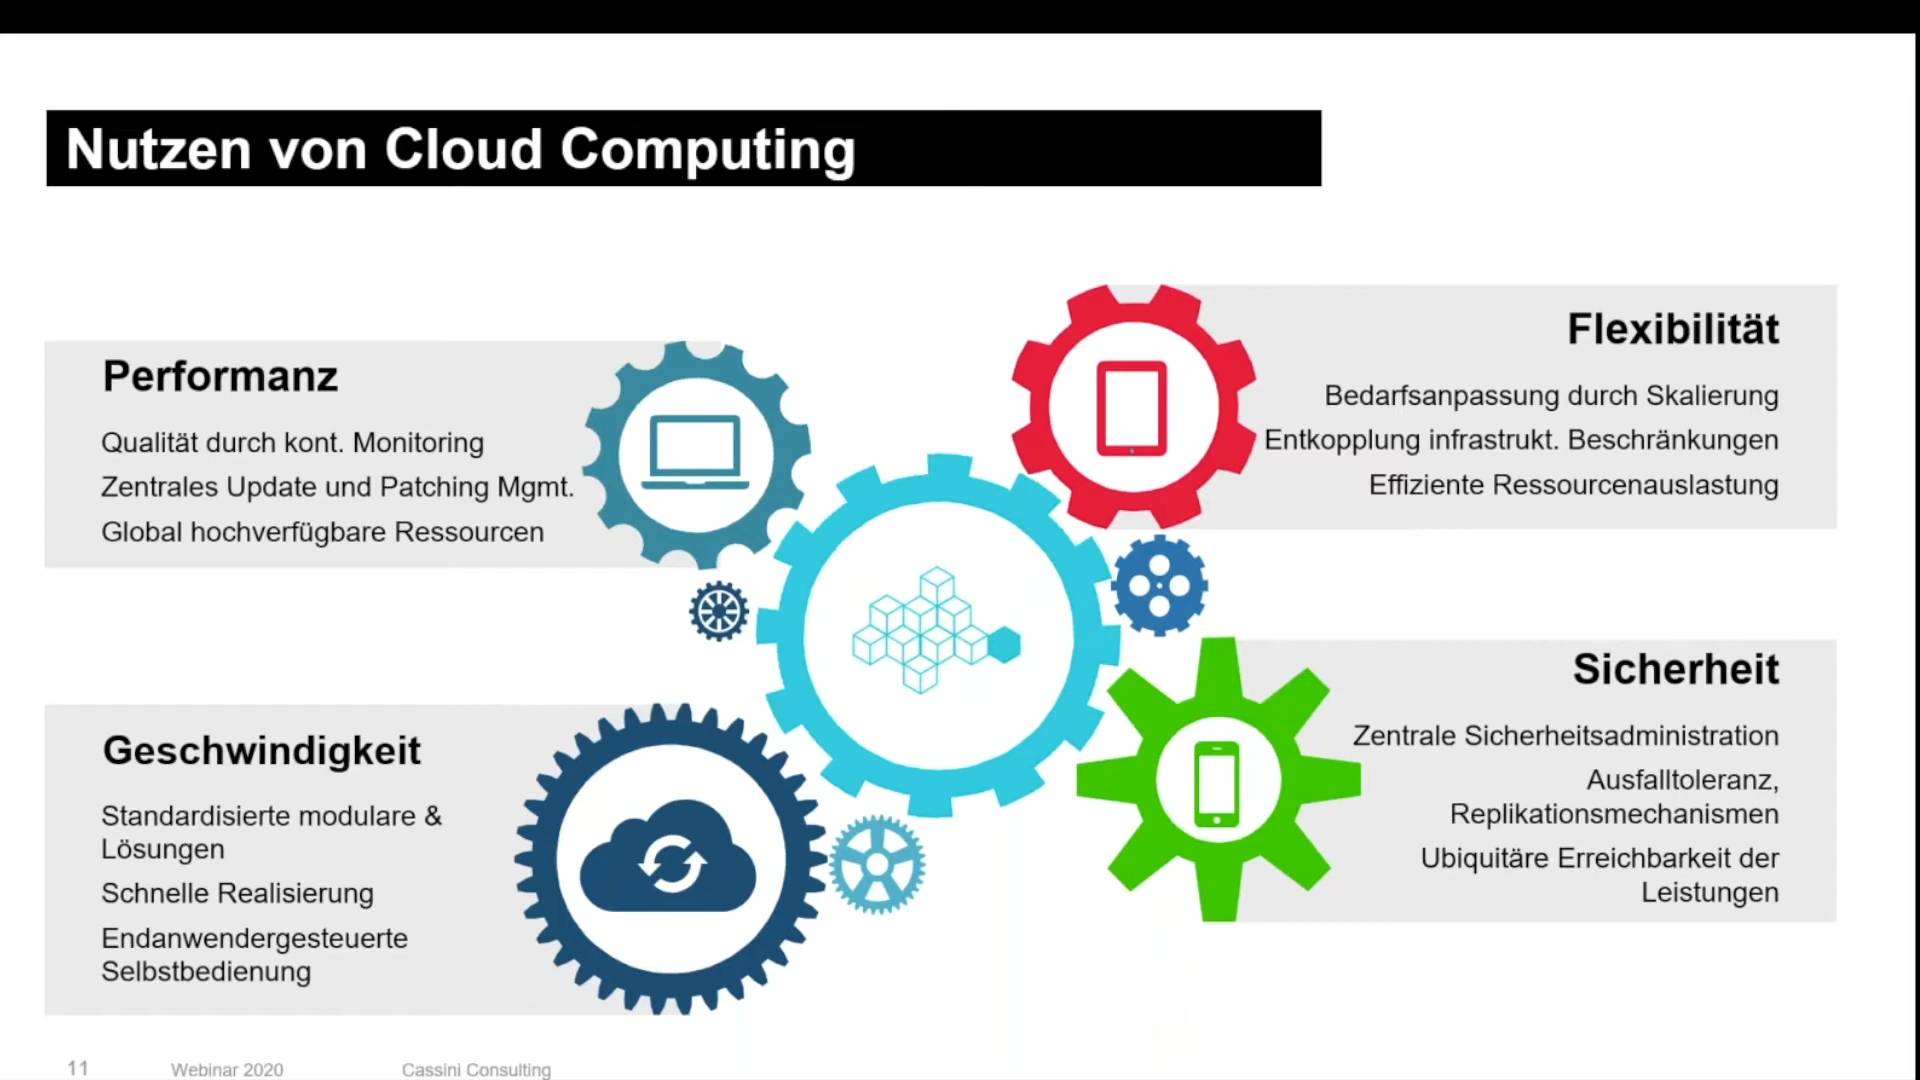 Nutzen von Cloud Computing
Performanz
Qualität durch kont. Monitoring
Zentrales Update und Patching Mgmt.
Global hochverfügbare Ressourcen
Flexibilität
Bedarfsanpassung durch Skalierung
Entkopplung infrastrukt. Beschränkungen
Effiziente Ressourcenauslastung
Geschwindigkeit
Standardisierte modulare &
Lösungen
Schnelle Realisierung
Endanwendergesteuerte
Selbstbedienung
Sicherheit
Zentrale Sicherheitsadministration
Ausfalltoleranz,
Replikationsmechanismen
Ubiquitäre Erreichbarkeit der
Leistungen
11 Webinar 2020 Cassini Consulting